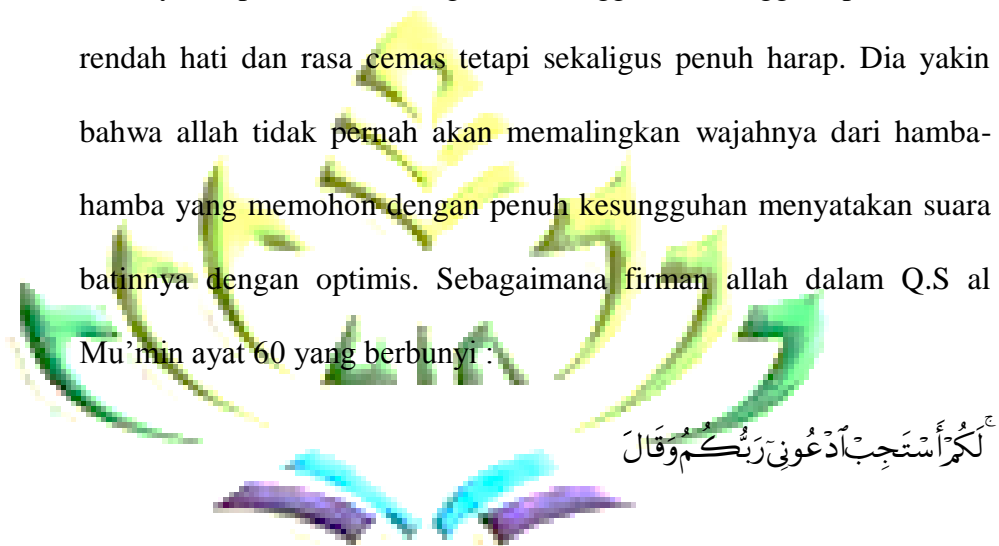 rendah hati dan rasa cemas tetapi sekaligus penuh harap. Dia yakin
bahwa allah tidak pernah akan memalingkan wajahnya dari hamba-
hamba yang memohon dengan penuh kesungguhan menyatakan suara
batinnya dengan optimis. Sebagaimana firman allah dalam Q.S al
Mu’min ayat 60 yang berbunyi :
ۚلَكُمۡأَسۡتَجِبۡٱدۡعُونِيٓرَبُّكُمُوَقَالَ